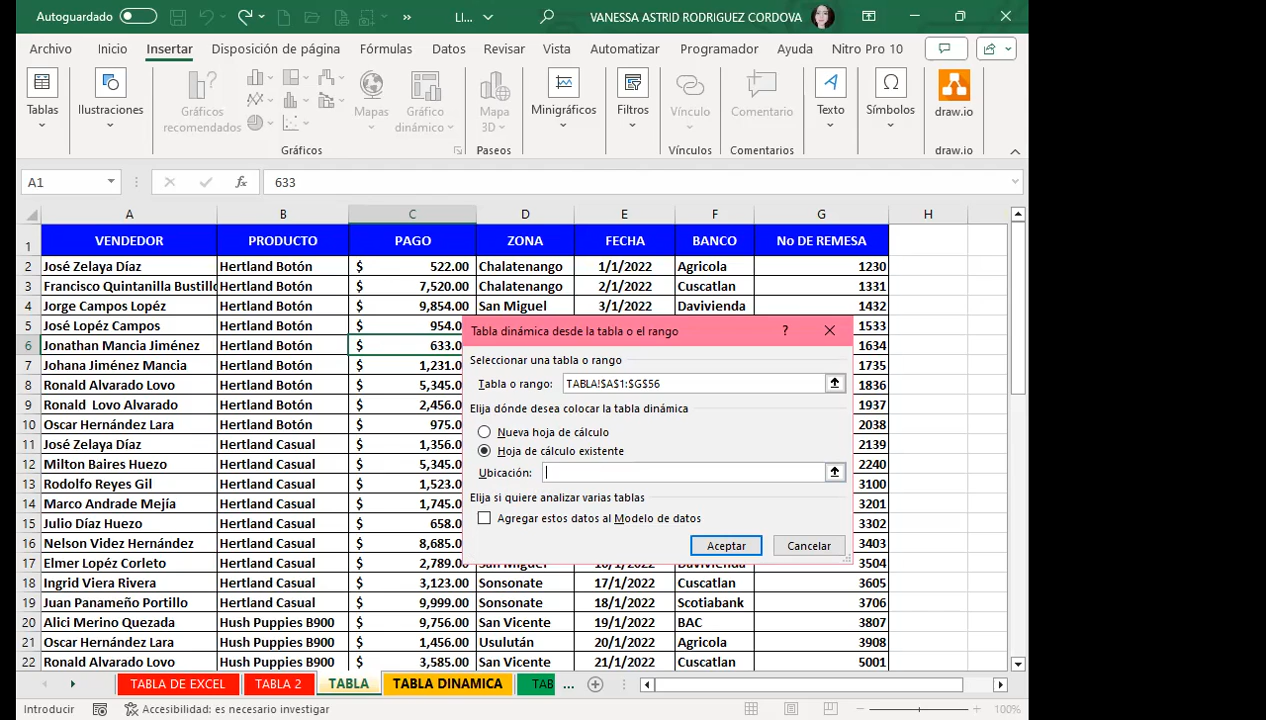 Autoguardado LI... VANESSA ASTRID RODRIGUEZ CORDOVA
Archivo Inicio Insertar Disposición de página Fórmulas Datos Revisar Vista Automatizar Programador Ayuda Nitro Pro 10
Tablas Ilustraciones Gráficos recomendados Mapas Gráfico dinámico Mapa 3D Minigráficos Filtros Vínculo Comentario Texto Símbolos draw.io
Gráficos Paseos Vínculos Comentarios draw.io
A1 fx 633
A B C D E F G H
1 VENDEDOR PRODUCTO PAGO ZONA FECHA BANCO No DE REMESA
2 José Zelaya Díaz Hertland Botón $ 522.00 Chalatenango 1/1/2022 Agricola 1230
3 Francisco Quintanilla Bustillo Hertland Botón $ 7,520.00 Chalatenango 2/1/2022 Cuscatlan 1331
4 Jorge Campos Lopéz Hertland Botón $ 9,854.00 San Miguel 3/1/2022 Davivienda 1432
5 José Lopéz Campos Hertland Botón $ 954.0 1533
6 Jonathan Mancia Jiménez Hertland Botón $ 633.0 1634
7 Johana Jiménez Mancia Hertland Botón $ 1,231.0 1735
8 Ronald Alvarado Lovo Hertland Botón $ 5,345.0 1836
9 Ronald Lovo Alvarado Hertland Botón $ 2,456.0 1937
10 Oscar Hernández Lara Hertland Botón $ 975.0 2038
11 José Zelaya Díaz Hertland Casual $ 1,356.0 2139
12 Milton Baires Huezo Hertland Casual $ 5,345.0 2240
13 Rodolfo Reyes Gil Hertland Casual $ 1,523.0 3100
14 Marco Andrade Mejía Hertland Casual $ 1,745.0 3201
15 Julio Díaz Huezo Hertland Casual $ 658.0 3302
16 Nelson Videz Hernández Hertland Casual $ 8,685.0 3403
17 Elmer Lopéz Corleto Hertland Casual $ 2,789.0 San Miguel 16/1/2022 Davivienda 3504
18 Ingrid Viera Rivera Hertland Casual $ 3,123.00 Sonsonate 17/1/2022 Cuscatlan 3605
19 Juan Panameño Portillo Hertland Casual $ 9,999.00 Sonsonate 18/1/2022 Scotiabank 3706
20 Alici Merino Quezada Hush Puppies B900 $ 9,756.00 San Vicente 19/1/2022 BAC 3807
21 Oscar Hernández Lara Hush Puppies B900 $ 1,456.00 Usulután 20/1/2022 Agricola 3908
22 Ronald Alvarado Lovo Hush Puppies B900 $ 3,585.00 San Vicente 21/1/2022 Cuscatlan 5001
Tabla dinámica desde la tabla o el rango ?
Seleccionar una tabla o rango
Tabla o rango: TABLA!$A$1:$G$56
Elija dónde desea colocar la tabla dinámica
Nueva hoja de cálculo
Hoja de cálculo existente
Ubicación:
Elija si quiere analizar varias tablas
Agregar estos datos al Modelo de datos
Aceptar Cancelar
TABLA DE EXCEL TABLA 2 TABLA TABLA DINAMICA TAB ...
Introducir Accesibilidad: es necesario investigar 100%